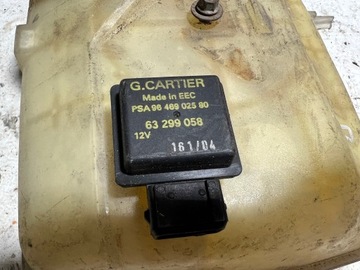 G.CARTIER
Made in EEC
PSA 96 469 025 80
63 299 058
12V
161/04